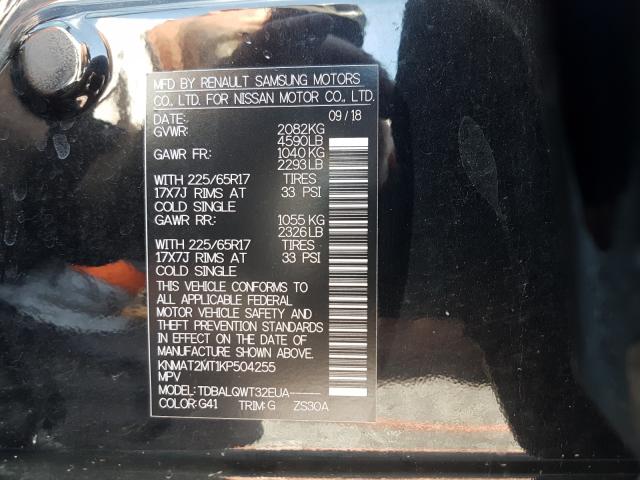 MFD BY RENAULT SAMSUNG MOTORS
CO., LTD. FOR NISSAN MOTOR CO., LTD.
DATE: 09/18
GVWR: 2082KG
4590LB
GAWR FR: 1040KG
2293LB
WITH 225/65R17 TIRES
17X7J RIMS AT 33 PSI
COLD SINGLE
GAWR RR: 1055KG
2326LB
WITH 225/65R17 TIRES
17X7J RIMS AT 33 PSI
COLD SINGLE
THIS VEHICLE CONFORMS TO
ALL APPLICABLE FEDERAL
MOTOR VEHICLE SAFETY AND
THEFT PREVENTION STANDARDS
IN EFFECT ON THE DATE OF
MANUFACTURE SHOWN ABOVE.
KNMAT2MT1KP504255
MPV
MODEL: TDBALQWT32EUA-----
COLOR: G41 TRIM: G ZS30A